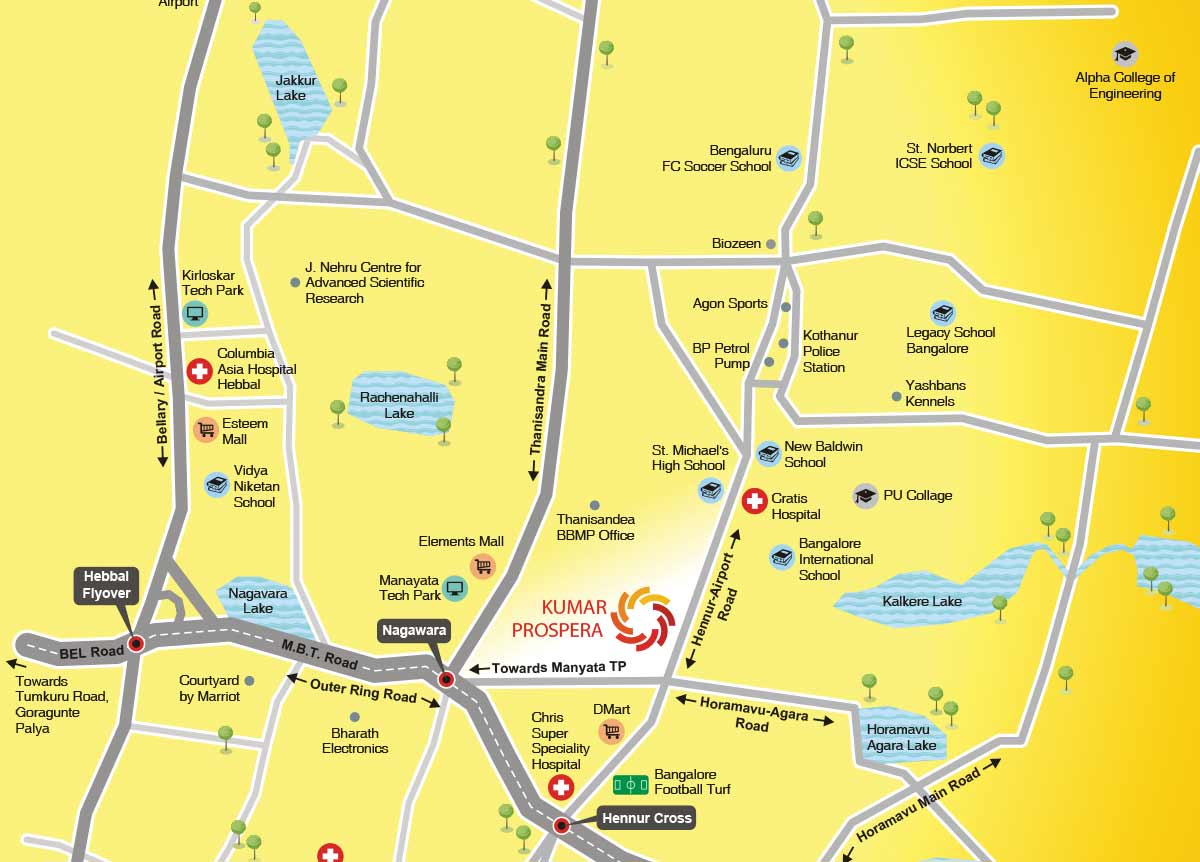 Airport
Jakkur
Lake
Alpha College of
Engineering
Bengaluru
FC Soccer School
St. Norbert
ICSE School
Biozeen
Kirloskar
Tech Park
J. Nehru Centre for
Advanced Scientific
Research
Agon Sports
Kothanur
Police
Station
BP Petrol
Pump
Legacy School
Bangalore
Bellary / Airport Road
Thanisandra Main Road
Columbia
Asia Hospital
Hebbal
Rachenahalli
Lake
Yashbans
Kennels
Esteem
Mall
Vidya
Niketan
School
St. Michael's
High School
New Baldwin
School
Cratis
Hospital
PU Collage
Thanisandea
BBMP Office
Elements Mall
Manayata
Tech Park
Bangalore
International
School
Hennur-Airport
Road
Kalkere Lake
Hebbal
Flyover
Nagavara
Lake
KUMAR
PROSPERA
Nagawara
BEL Road
M.B.T. Road
Towards Manyata TP
Outer Ring Road
Towards
Tumkuru Road,
Goragunte
Palya
Courtyard
by Marriot
Bharath
Electronics
Horamavu-Agara
Road
Horamavu
Agara Lake
Chris
Super
Speciality
Hospital
DMart
Bangalore
Football Turf
Hennur Cross
Horamavu Main Road